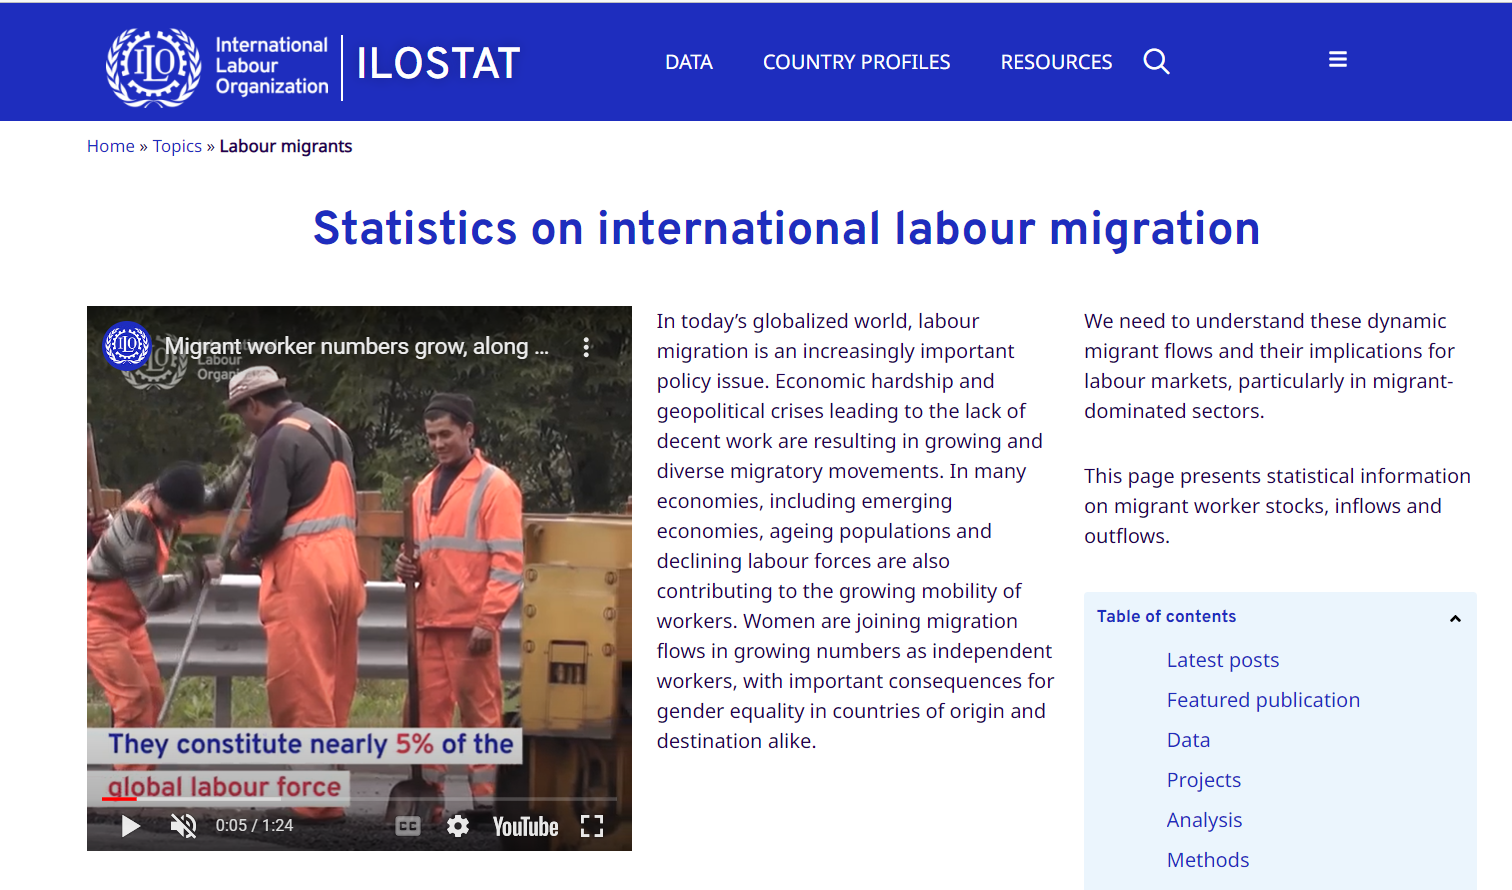 ILO
International
Labour
Organization
ILOSTAT
DATA
COUNTRY PROFILES
RESOURCES
Home » Topics » Labour migrants
Statistics on international labour migration
Migrant worker numbers grow, along ...
They constitute nearly 5% of the
global labour force
0:05 / 1:24
CC
YouTube
In today’s globalized world, labour
migration is an increasingly important
policy issue. Economic hardship and
geopolitical crises leading to the lack of
decent work are resulting in growing and
diverse migratory movements. In many
economies, including emerging
economies, ageing populations and
declining labour forces are also
contributing to the growing mobility of
workers. Women are joining migration
flows in growing numbers as independent
workers, with important consequences for
gender equality in countries of origin and
destination alike.
We need to understand these dynamic
migrant flows and their implications for
labour markets, particularly in migrant-
dominated sectors.
This page presents statistical information
on migrant worker stocks, inflows and
outflows.
Table of contents
Latest posts
Featured publication
Data
Projects
Analysis
Methods